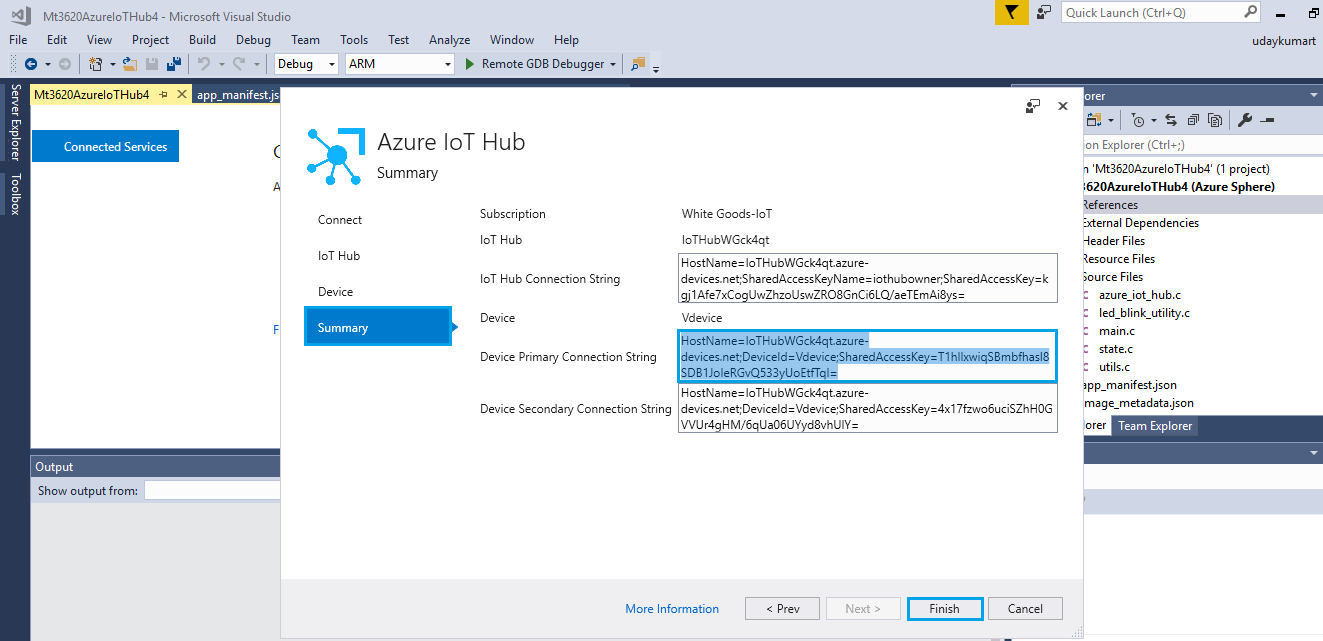 Mt3620AzureIoTHub4 - Microsoft Visual Studio
Quick Launch (Ctrl+Q)
File Edit View Project Build Debug Team Tools Test Analyze Window Help
udaykumart
Debug ARM Remote GDB Debugger
Server Explorer
Toolbox
Mt3620AzureIoTHub4
app_manifest.js
Connected Services
C
A
F
Azure IoT Hub
Summary
Connect
IoT Hub
Device
Summary
Subscription White Goods-IoT
IoT Hub IoTHubWGck4qt
IoT Hub Connection String
HostName=IoTHubWGck4qt.azure-
devices.net;SharedAccessKeyName=iothubowner;SharedAccessKey=k
gj1Afe7xCogUwZhzoUswZRO8GnCi6LQ/aeTEmAi8ys=
Device Vdevice
Device Primary Connection String
HostName=IoTHubWGck4qt.azure-
devices.net;DeviceId=Vdevice;SharedAccessKey=T1hIlxwiqSBmbfhasI8
SDB1JoIeRGvQ533yUoEtfTqI=
Device Secondary Connection String
HostName=IoTHubWGck4qt.azure-
devices.net;DeviceId=Vdevice;SharedAccessKey=4x17fzwo6uciSZhH0G
VVUr4gHM/6qUa06UYyd8vhUIY=
More Information
< Prev
Next >
Finish
Cancel
orer
on Explorer (Ctrl+;)
n 'Mt3620AzureIoTHub4' (1 project)
3620AzureIoTHub4 (Azure Sphere)
References
External Dependencies
Header Files
Resource Files
Source Files
azure_iot_hub.c
led_blink_utility.c
main.c
state.c
utils.c
app_manifest.json
mage_metadata.json
orer
Team Explorer
Output
Show output from: